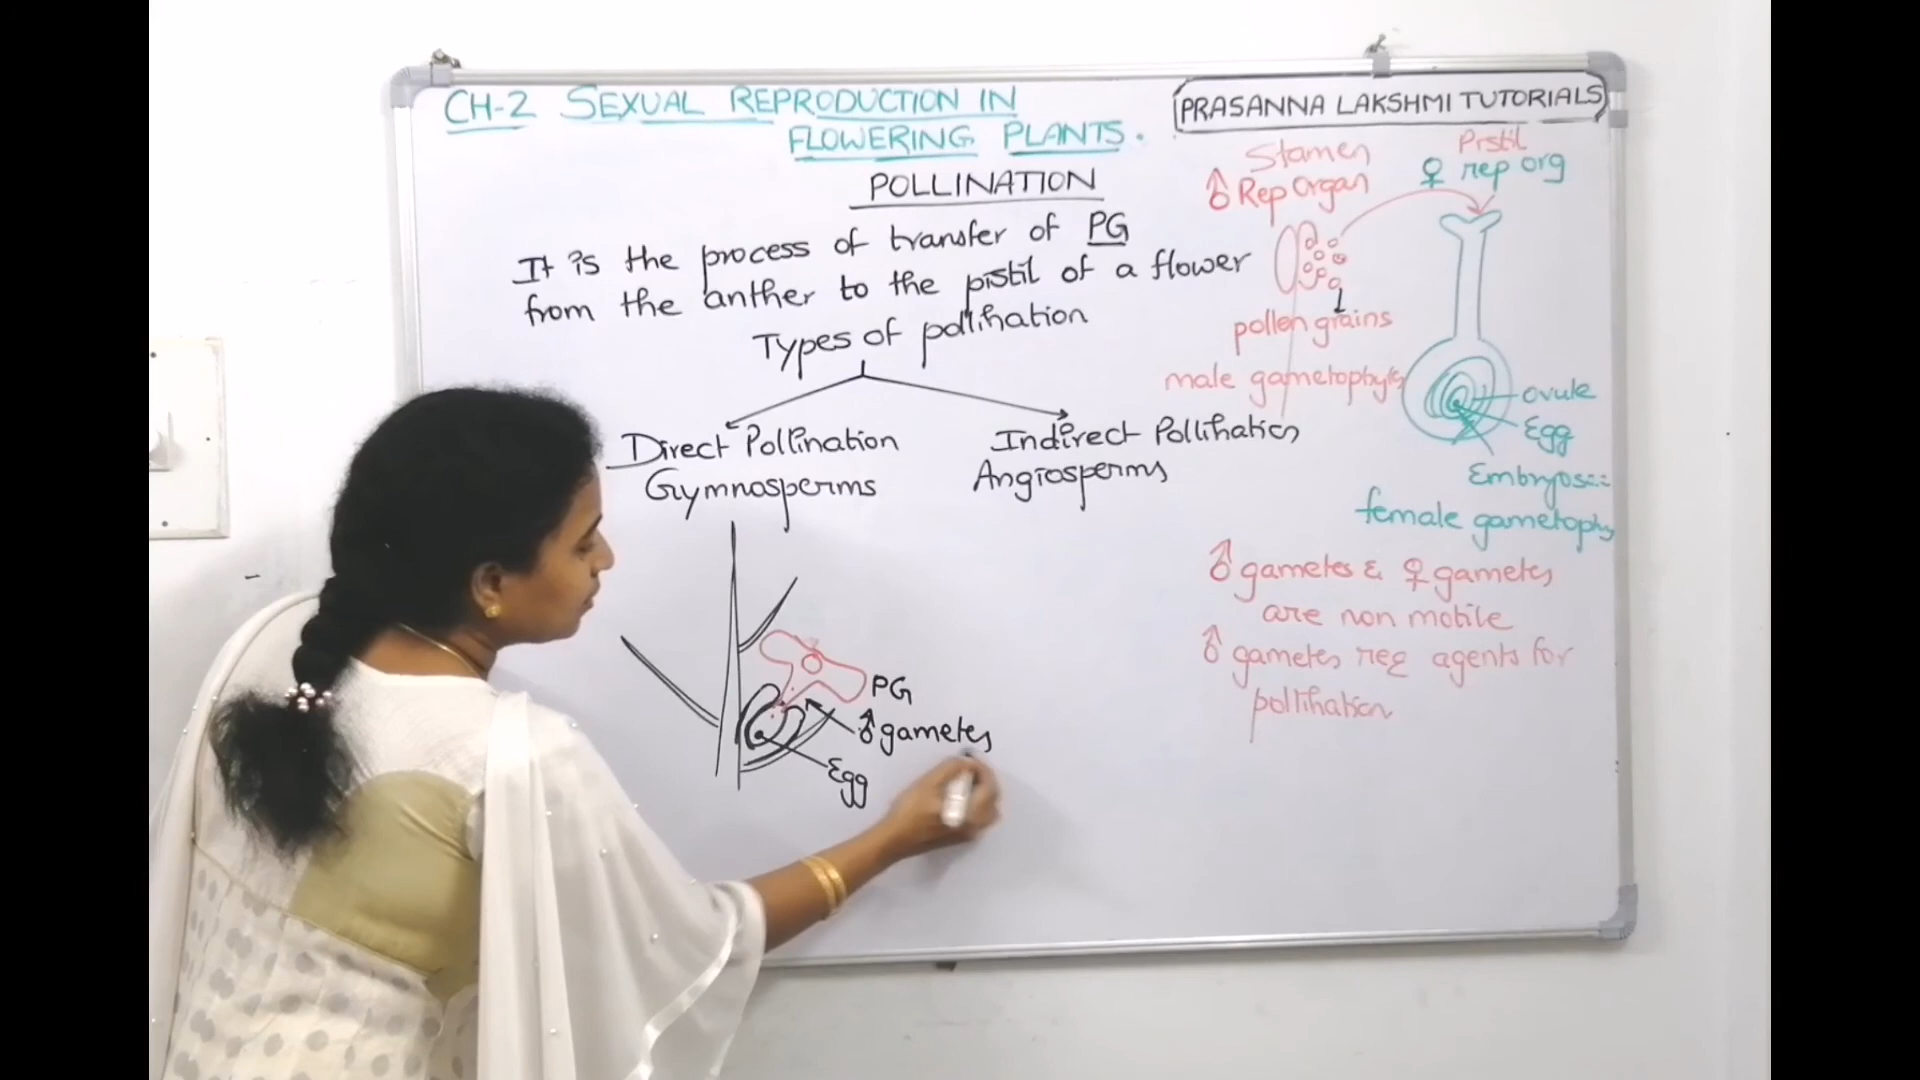 CH-2 SEXUAL REPRODUCTION IN
FLOWERING PLANTS.
POLLINATION
It is the process of transfer of PG
from the anther to the pistil of a flower
Types of pollination
Direct Pollination
Gymnosperms
Indirect Pollination
Angiosperms
PG
♂ gametes
Egg
PRASANNA LAKSHMI TUTORIALS
Stamen
♂ Rep Organ
Pistil
♀ rep org
pollen grains
male gametophyte
ovule
Egg
Embryosac
female gametophy
♂ gametes & ♀ gametes
are non motile
♂ gametes req agents for
pollination